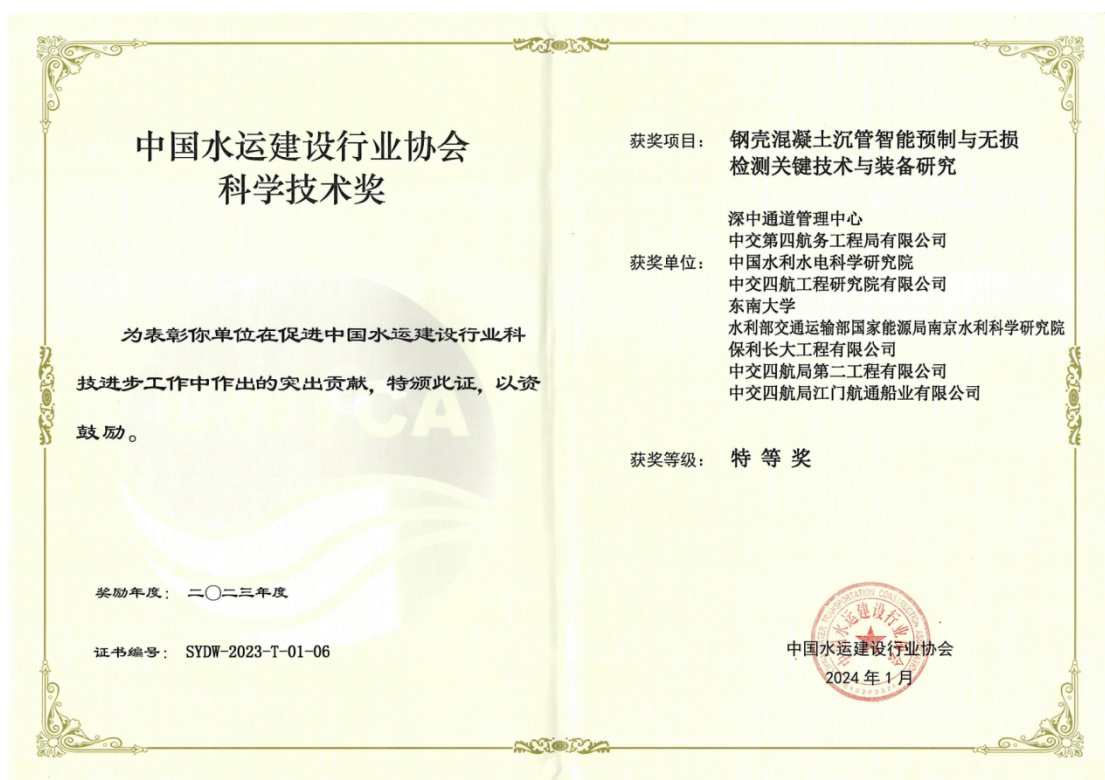 中国水运建设行业协会
科学技术奖
为表彰你单位在促进中国水运建设行业科
技进步工作中作出的突出贡献，特颁此证，以资
鼓励。
奖励年度： 二〇二三年度
证书编号： SYDW-2023-T-01-06
获奖项目： 钢壳混凝土沉管智能预制与无损
检测关键技术与装备研究
深中通道管理中心
中交第四航务工程局有限公司
获奖单位： 中国水利水电科学研究院
中交四航工程研究院有限公司
东南大学
水利部交通运输部国家能源局南京水利科学研究院
保利长大工程有限公司
中交四航局第二工程有限公司
中交四航局江门航通船业有限公司
获奖等级： 特等奖
中国水运建设行业协会
2024年1月